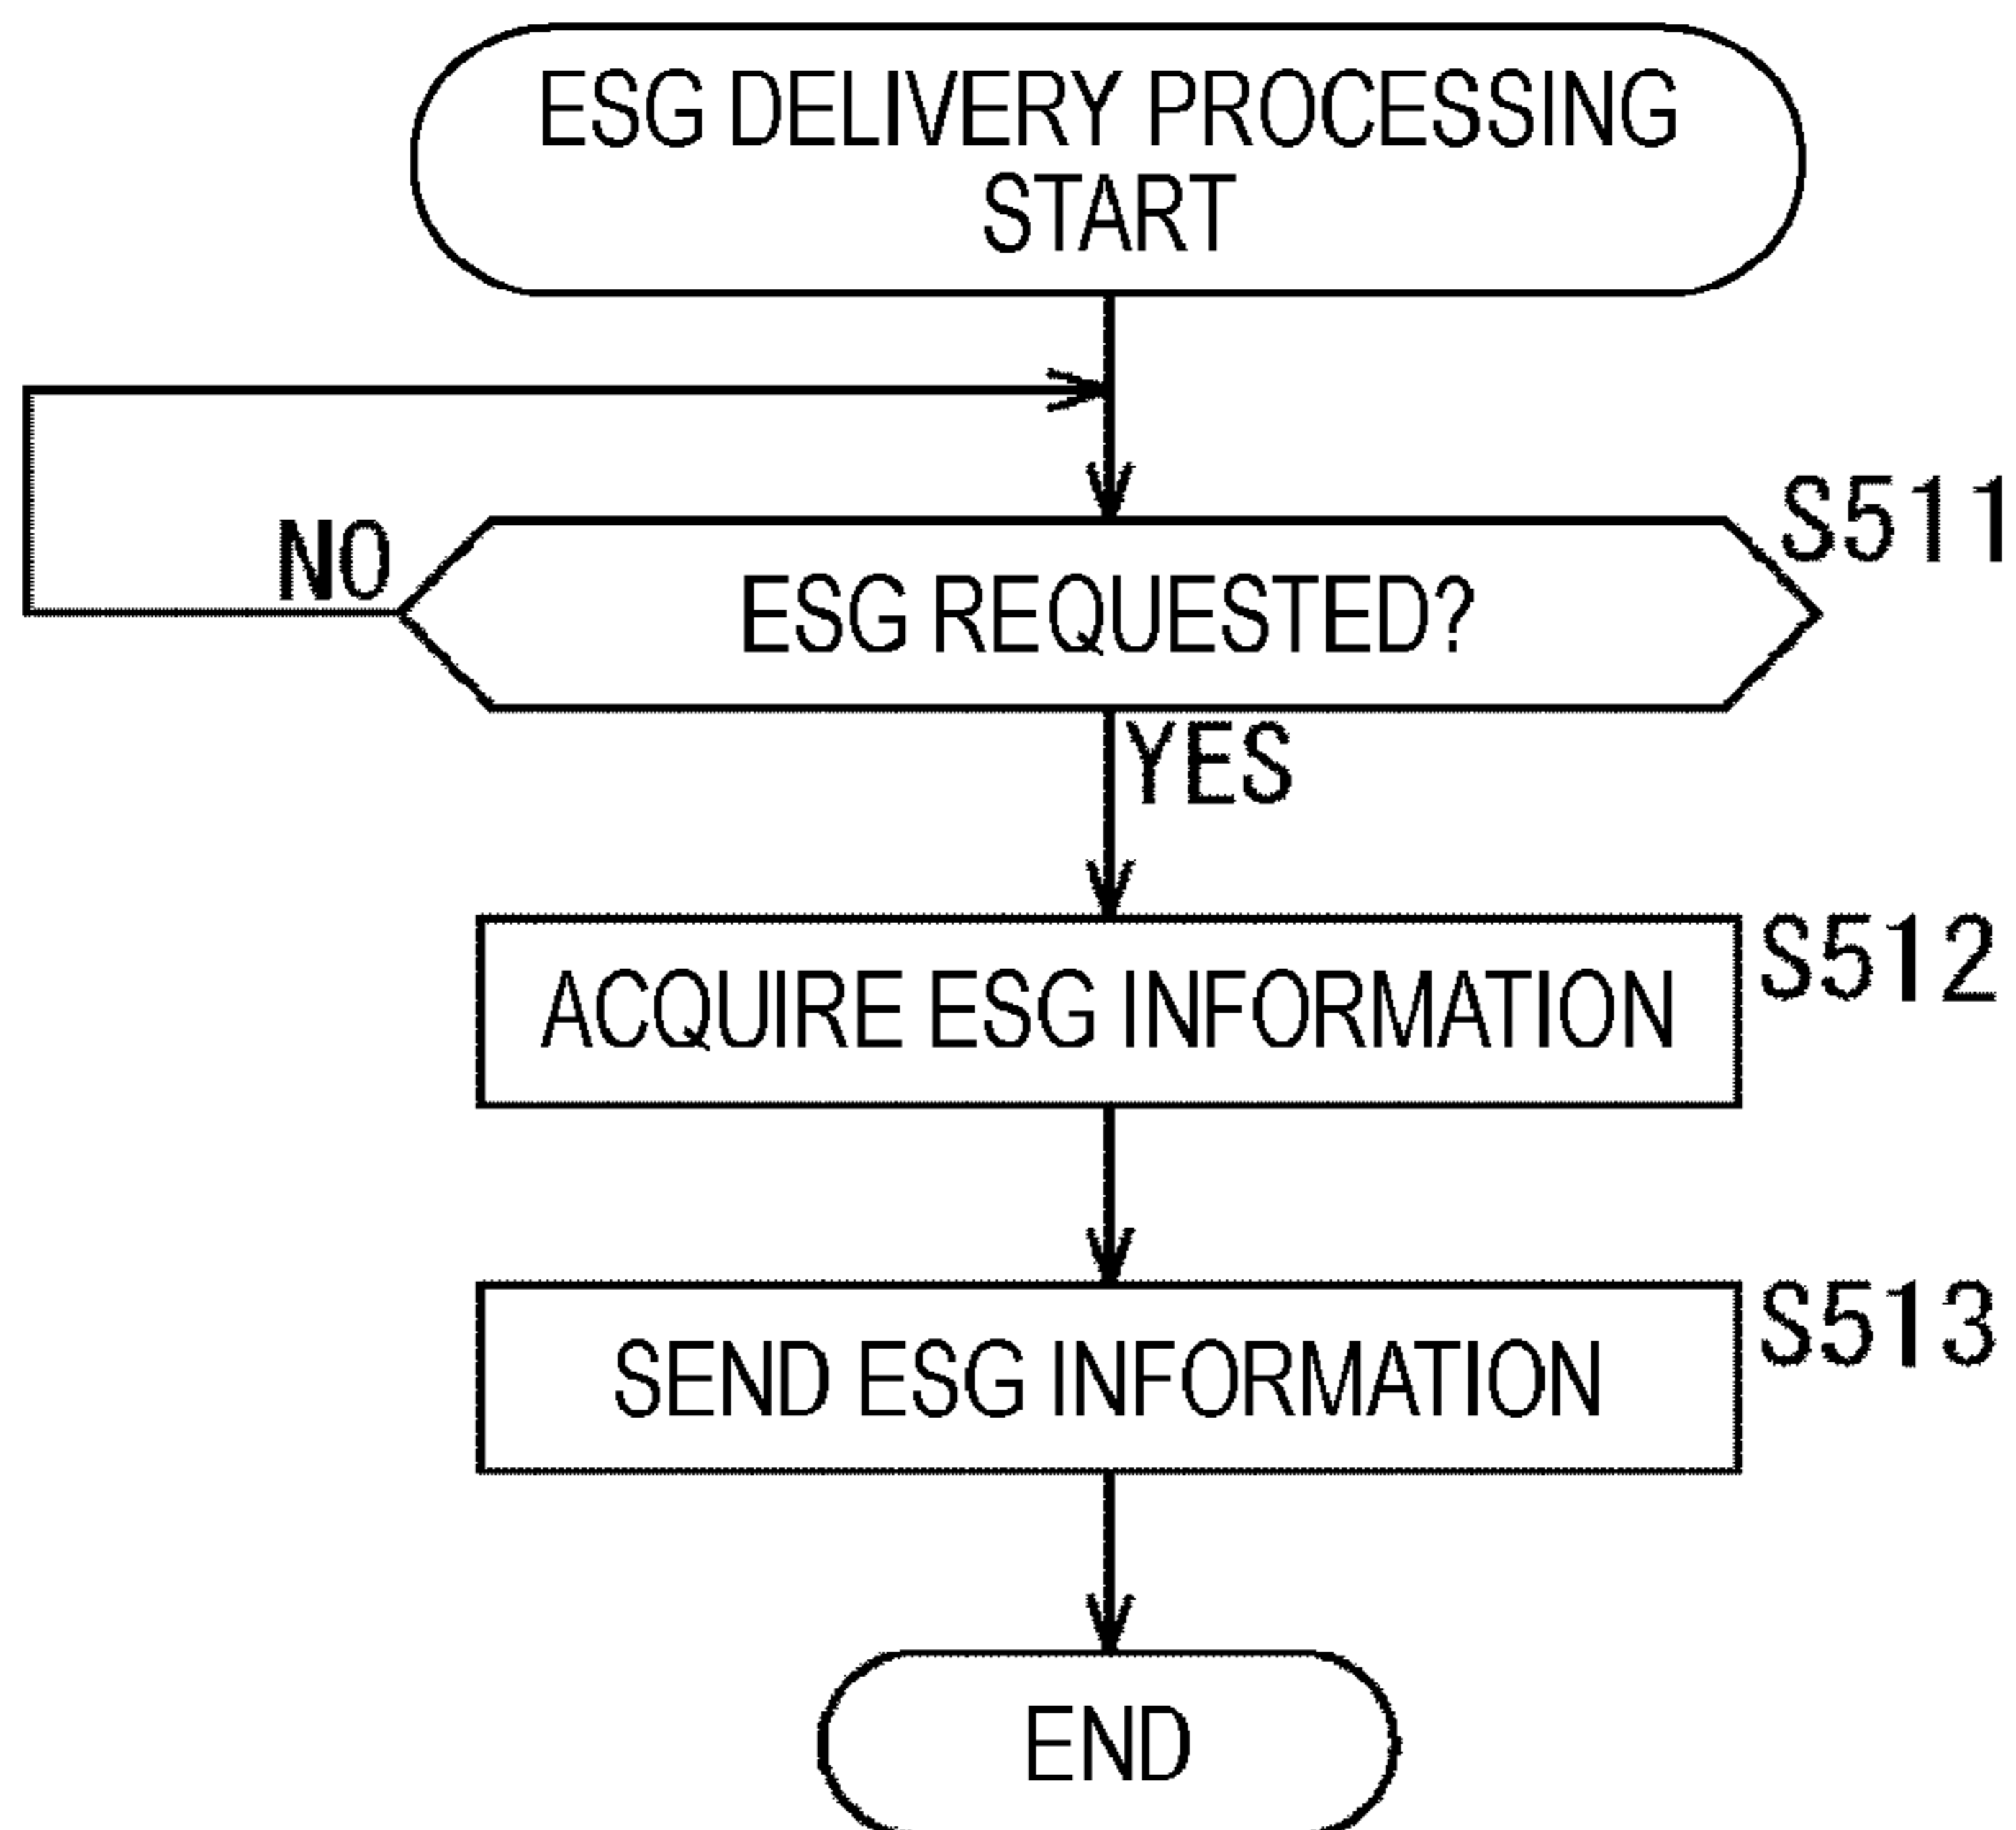 ESG DELIVERY PROCESSING
START
S511
NO
ESG REQUESTED?
YES
S512
ACQUIRE ESG INFORMATION
S513
SEND ESG INFORMATION
END